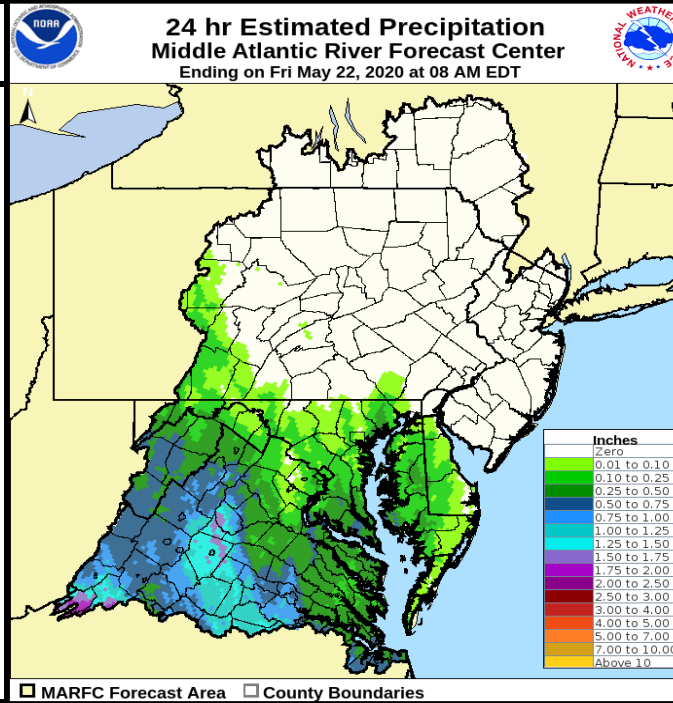 24 hr Estimated Precipitation
Middle Atlantic River Forecast Center
Ending on Fri May 22, 2020 at 08 AM EDT
NOAA
NATIONAL WEATHER
N
Inches
Zero
0.01 to 0.10
0.10 to 0.25
0.25 to 0.50
0.50 to 0.75
0.75 to 1.00
1.00 to 1.25
1.25 to 1.50
1.50 to 1.75
1.75 to 2.00
2.00 to 2.50
2.50 to 3.00
3.00 to 4.00
4.00 to 5.00
5.00 to 7.00
7.00 to 10.00
Above 10
MARFC Forecast Area County Boundaries